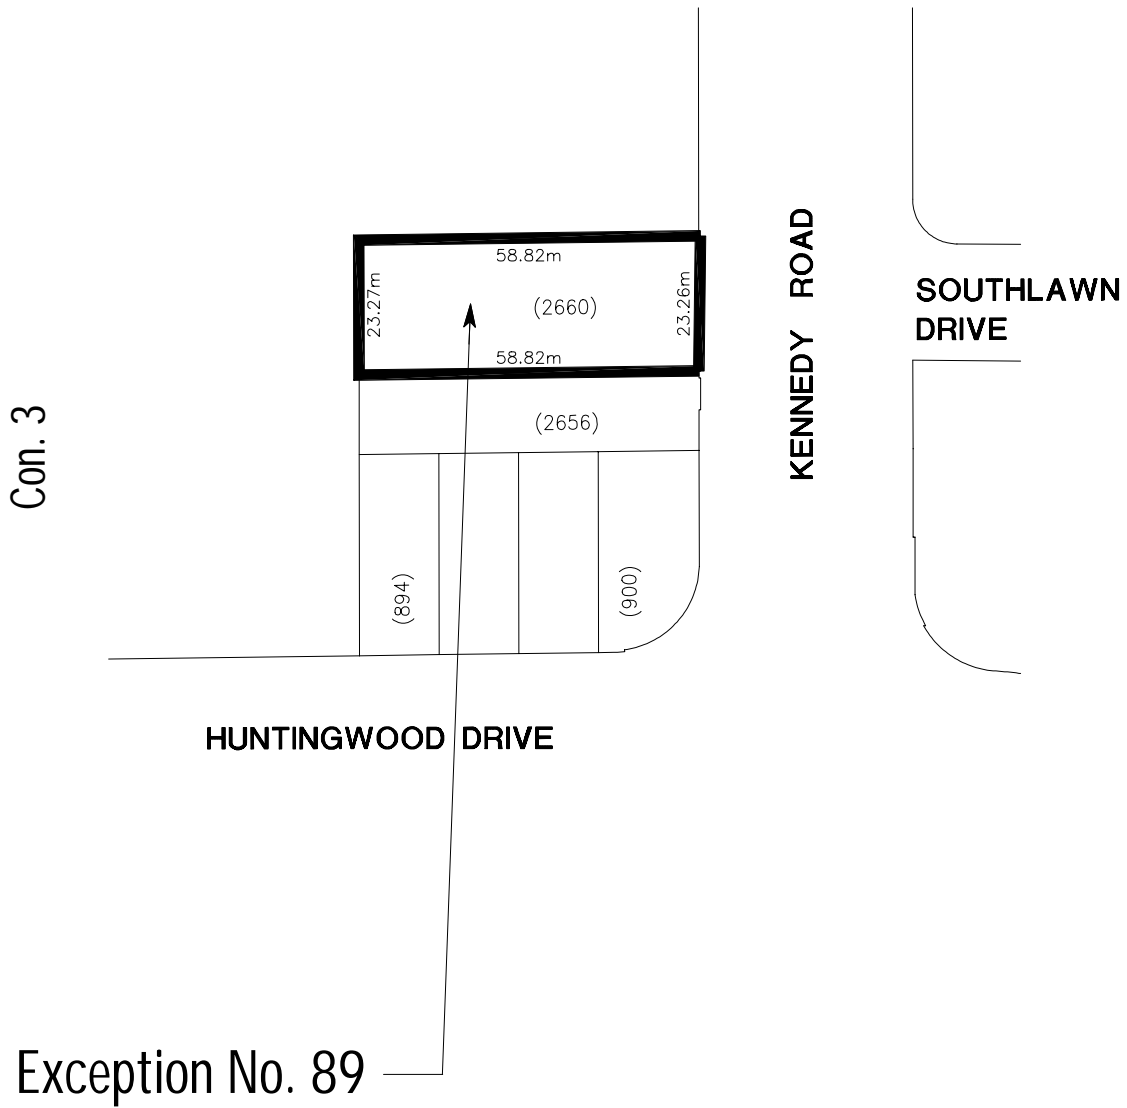 58.82m
23.27m
(2660)
23.26m
58.82m
KENNEDY ROAD
SOUTHLAWN
DRIVE
(2656)
Con. 3
(894)
(900)
HUNTINGWOOD DRIVE
Exception No. 89